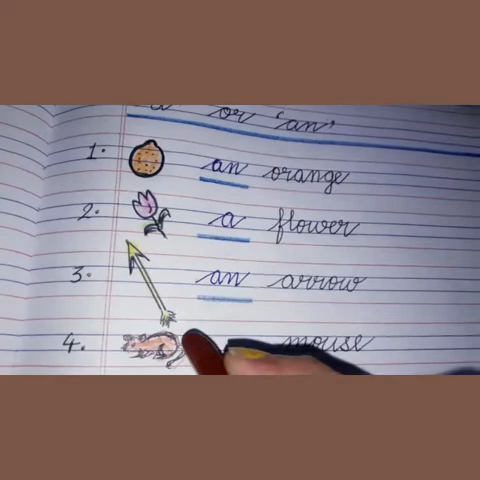 'a' or 'an'
1. an orange
2. a flower
3. an arrow
4. mouse